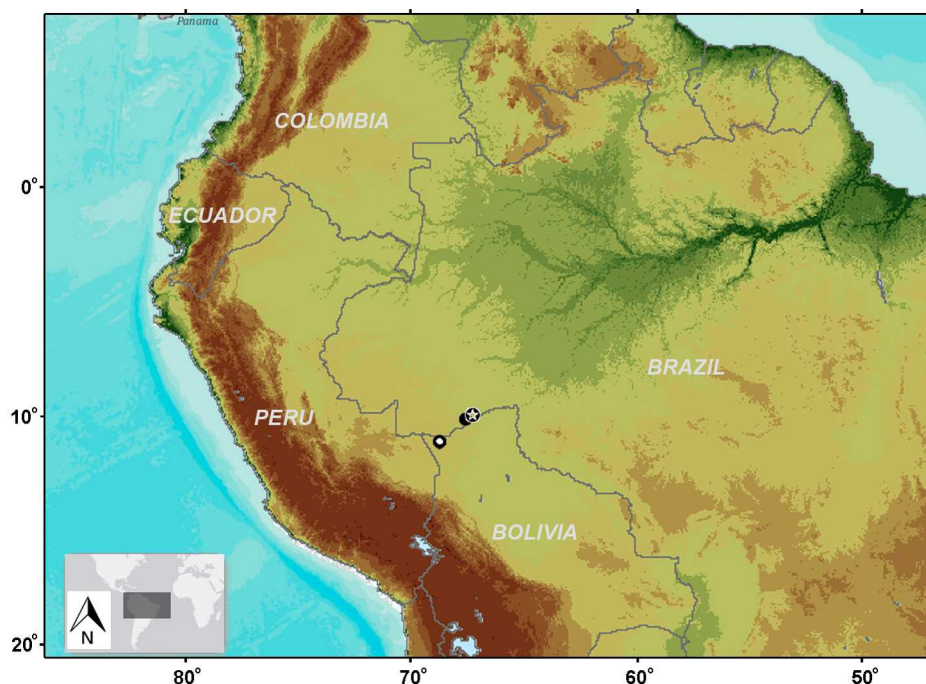 Panama
COLOMBIA
0°
ECUADOR
BRAZIL
10°
PERU
BOLIVIA
N
20°
80°
70°
60°
50°